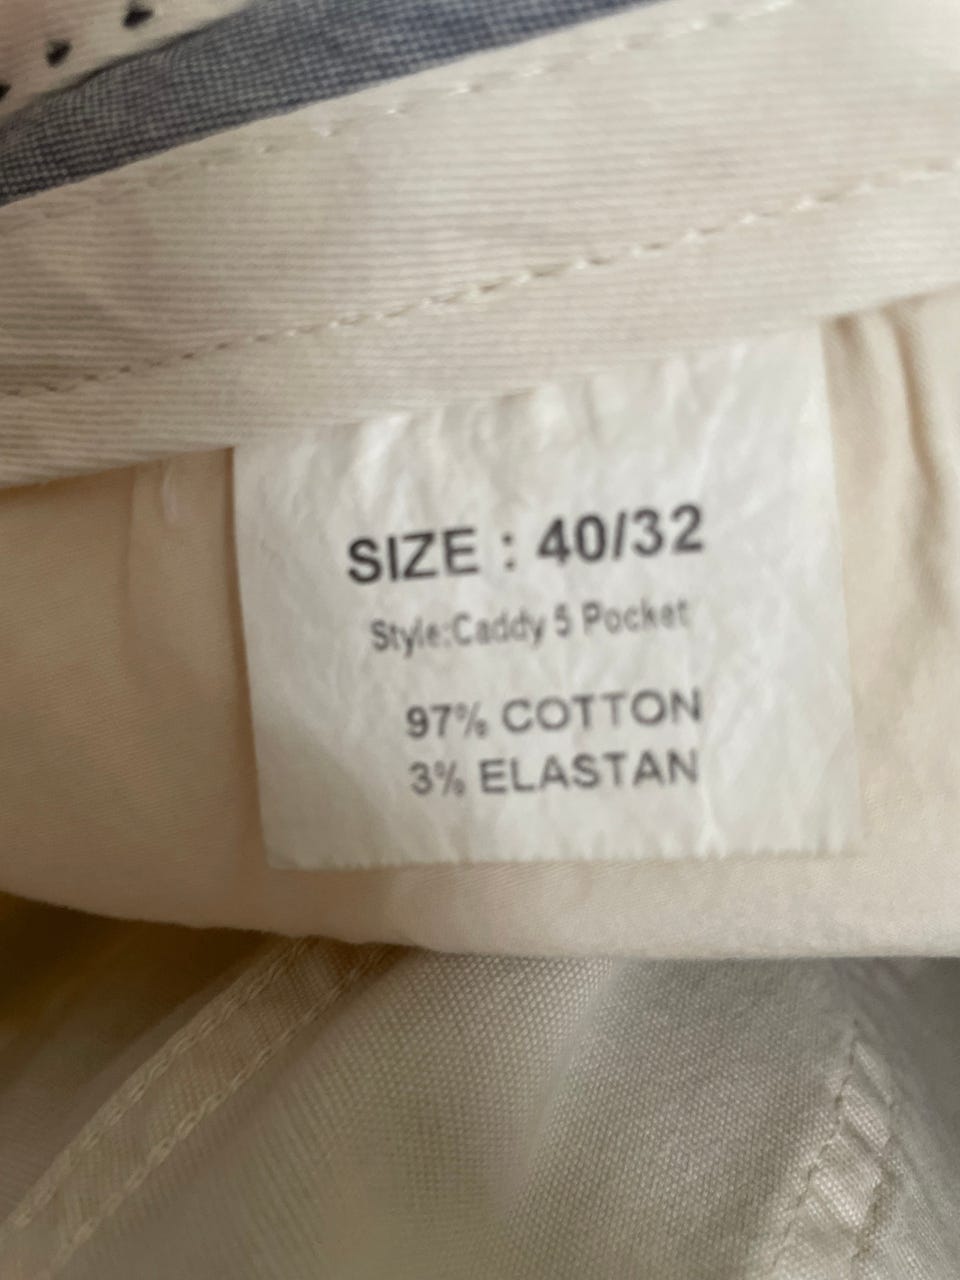 SIZE : 40/32
Style:Caddy 5 Pocket
97% COTTON
3% ELASTAN